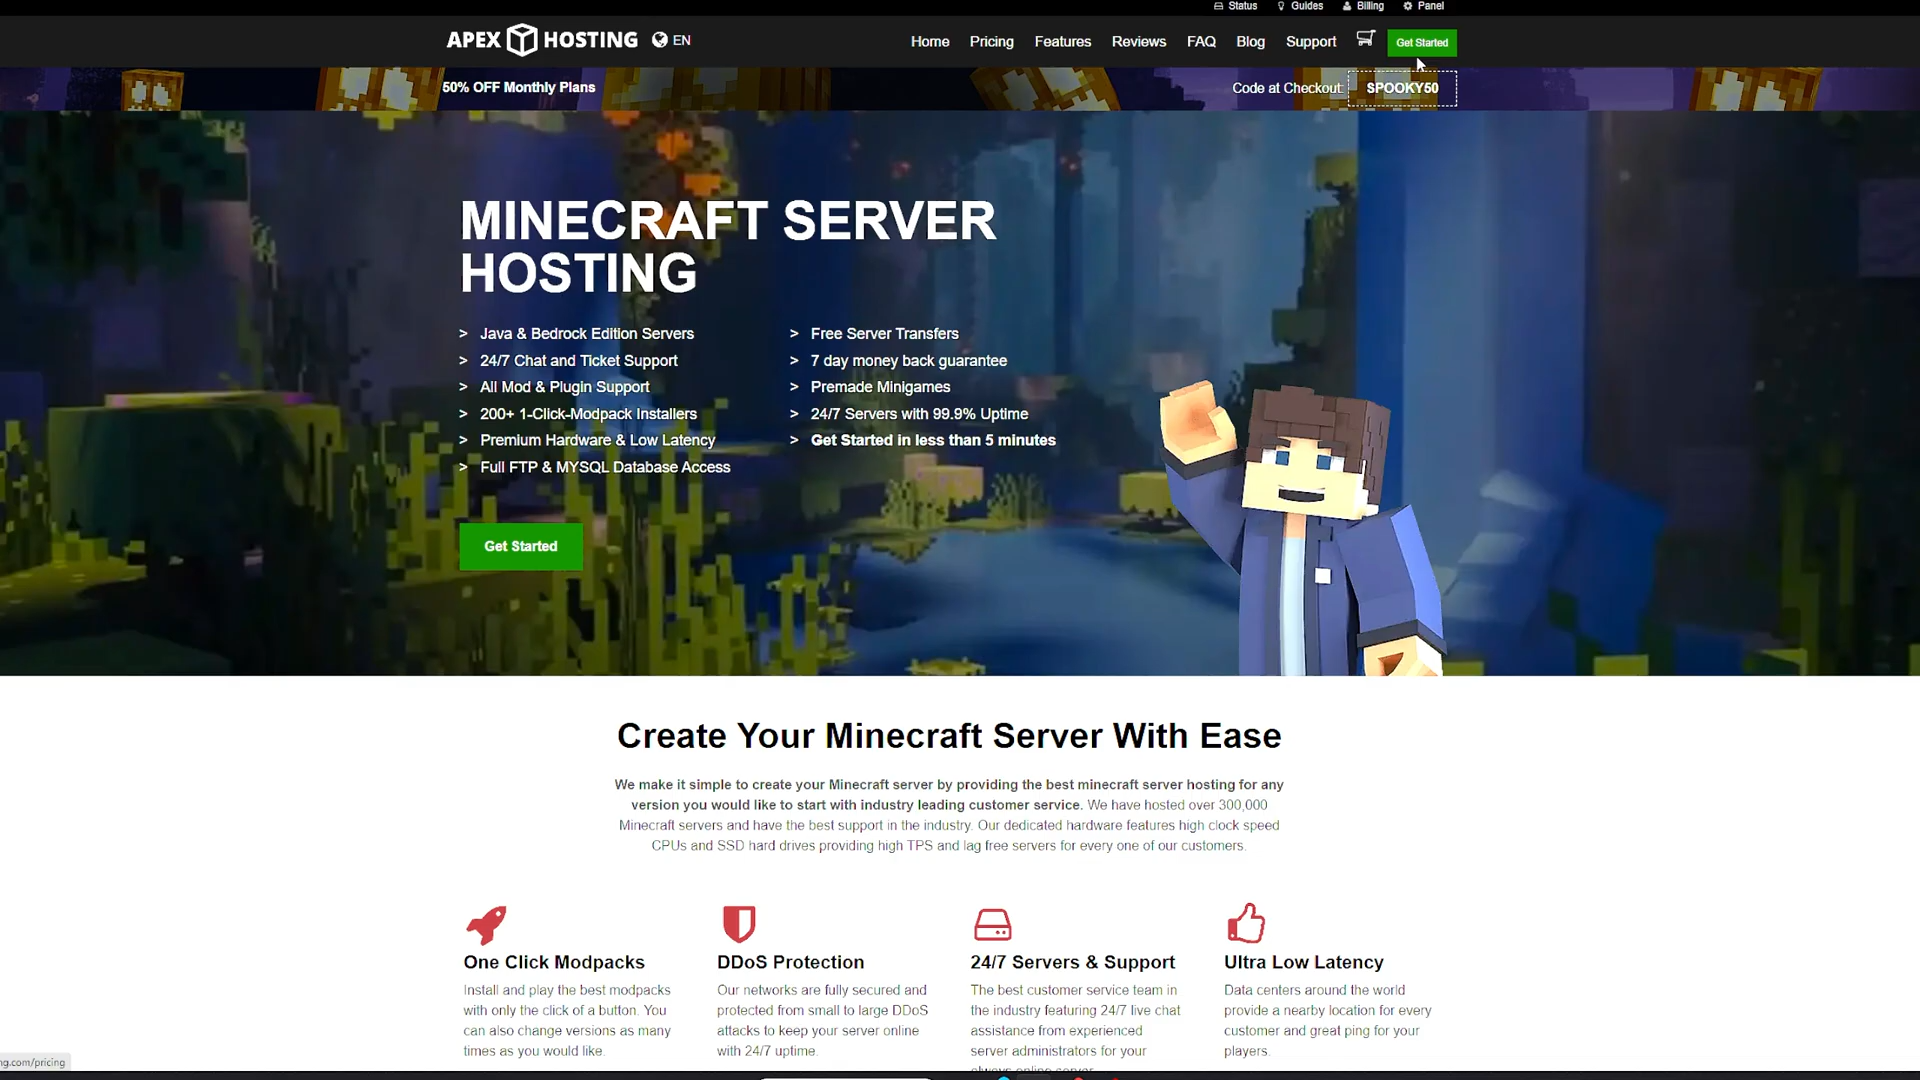 Status Guides Billing Panel
APEX HOSTING EN
Home Pricing Features Reviews FAQ Blog Support Get Started
50% OFF Monthly Plans
Code at Checkout: SPOOKY50
MINECRAFT SERVER
HOSTING
> Java & Bedrock Edition Servers
> 24/7 Chat and Ticket Support
> All Mod & Plugin Support
> 200+ 1-Click-Modpack Installers
> Premium Hardware & Low Latency
> Full FTP & MYSQL Database Access
> Free Server Transfers
> 7 day money back guarantee
> Premade Minigames
> 24/7 Servers with 99.9% Uptime
> Get Started in less than 5 minutes
Get Started
Create Your Minecraft Server With Ease
We make it simple to create your Minecraft server by providing the best minecraft server hosting for any
version you would like to start with industry leading customer service. We have hosted over 300,000
Minecraft servers and have the best support in the industry. Our dedicated hardware features high clock speed
CPUs and SSD hard drives providing high TPS and lag free servers for every one of our customers.
One Click Modpacks
Install and play the best modpacks
with only the click of a button. You
can also change versions as many
times as you would like.
DDoS Protection
Our networks are fully secured and
protected from small to large DDoS
attacks to keep your server online
with 24/7 uptime.
24/7 Servers & Support
The best customer service team in
the industry featuring 24/7 live chat
assistance from experienced
server administrators for your
always online server.
Ultra Low Latency
Data centers around the world
provide a nearby location for every
customer and great ping for your
players.
ng.com/pricing